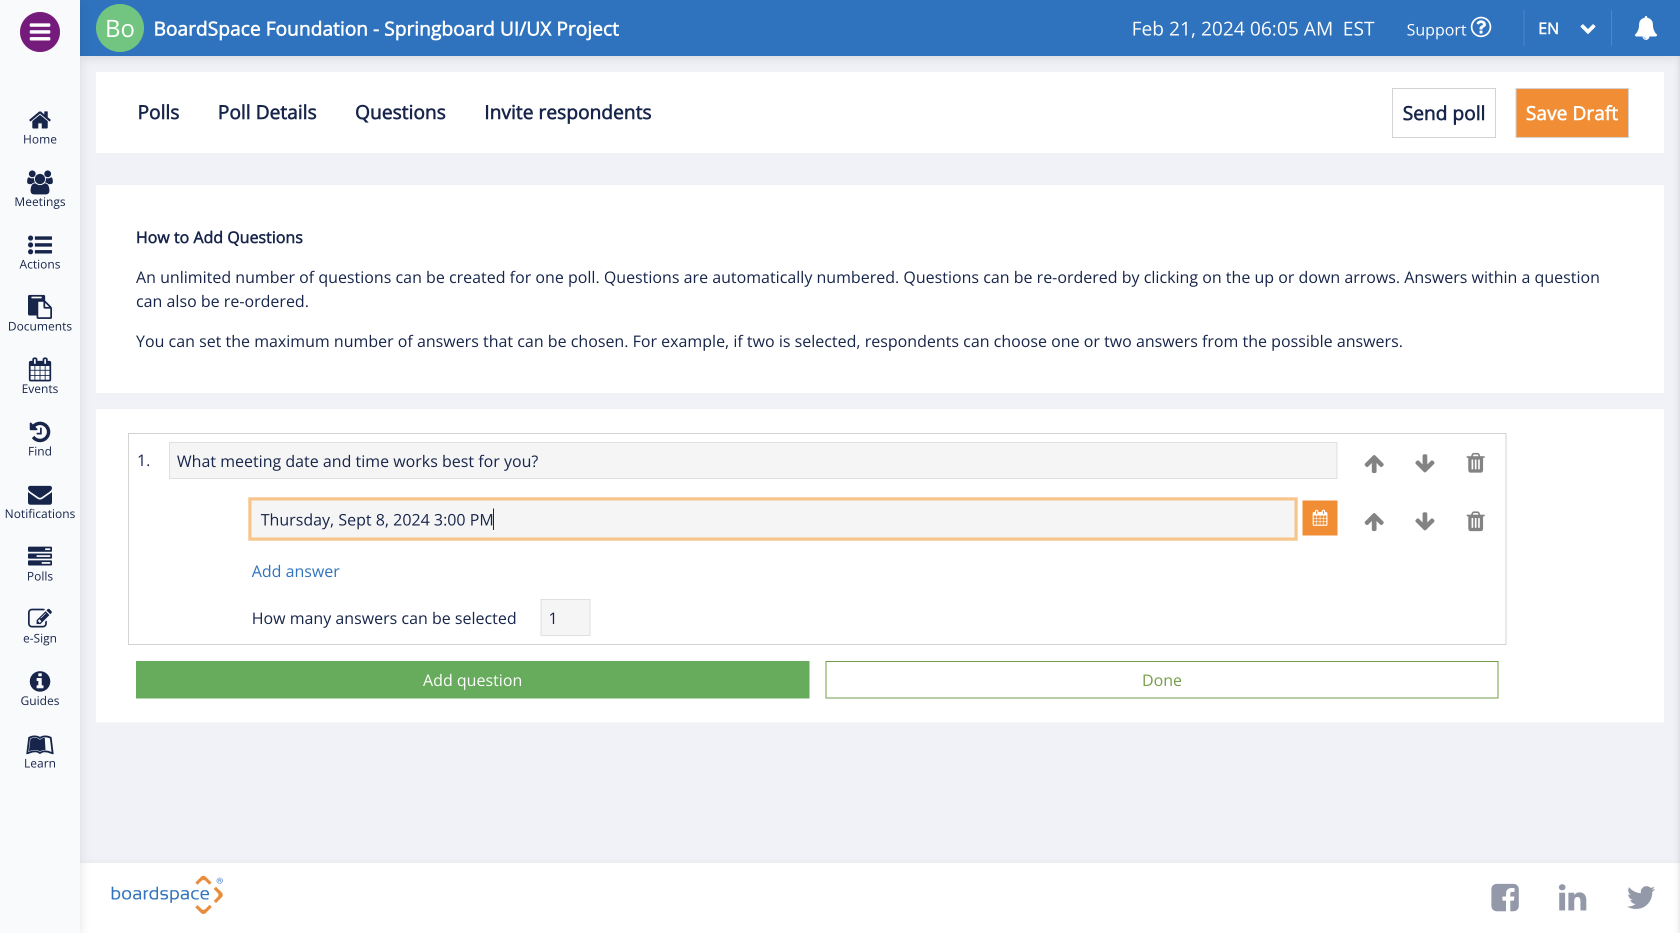 Bo BoardSpace Foundation - Springboard UI/UX Project Feb 21, 2024 06:05 AM EST Support EN
Polls Poll Details Questions Invite respondents Send poll Save Draft
Home
Meetings
Actions
Documents
Events
Find
Notifications
Polls
e-Sign
Guides
Learn
How to Add Questions
An unlimited number of questions can be created for one poll. Questions are automatically numbered. Questions can be re-ordered by clicking on the up or down arrows. Answers within a question
can also be re-ordered.
You can set the maximum number of answers that can be chosen. For example, if two is selected, respondents can choose one or two answers from the possible answers.
1. What meeting date and time works best for you?
Thursday, Sept 8, 2024 3:00 PM
Add answer
How many answers can be selected 1
Add question Done
boardspace®